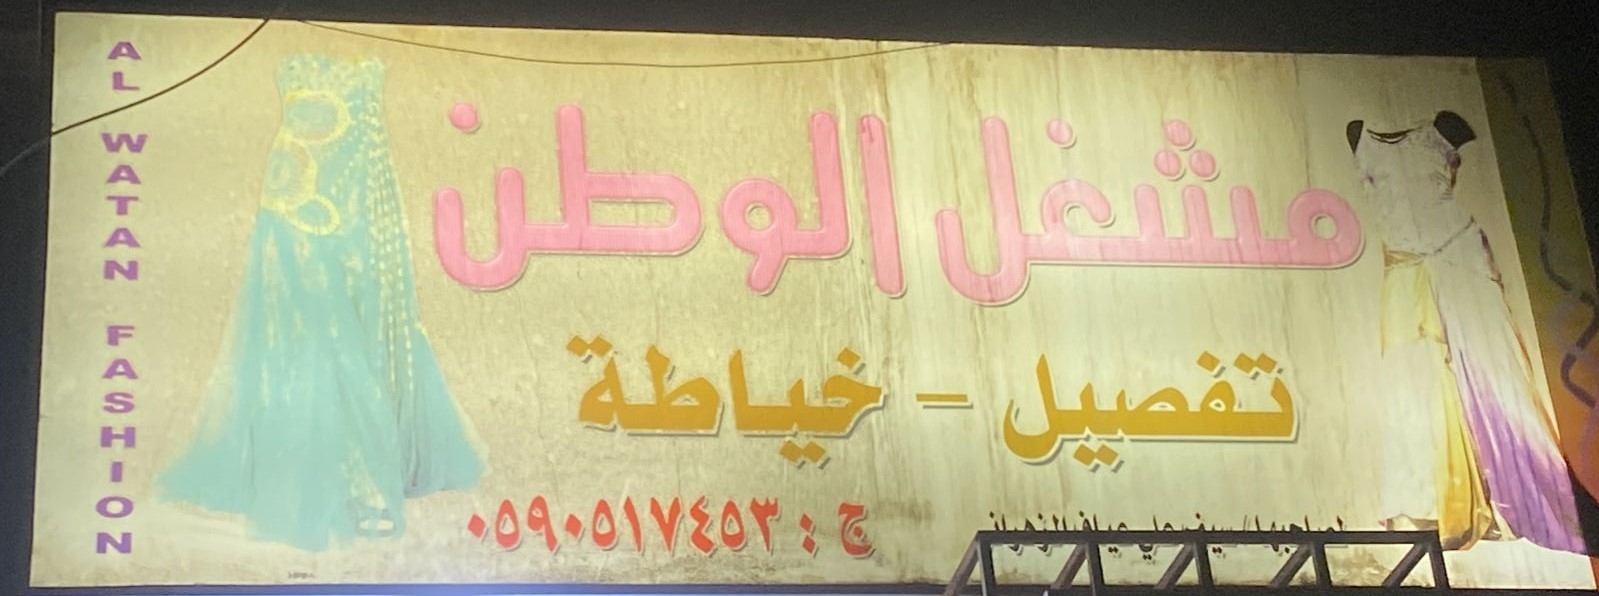 مشغل الوطن
تفصيل - خياطة
ج : ٠٥٩٠٥١٧٤٥٣
AL WATAN FASHION